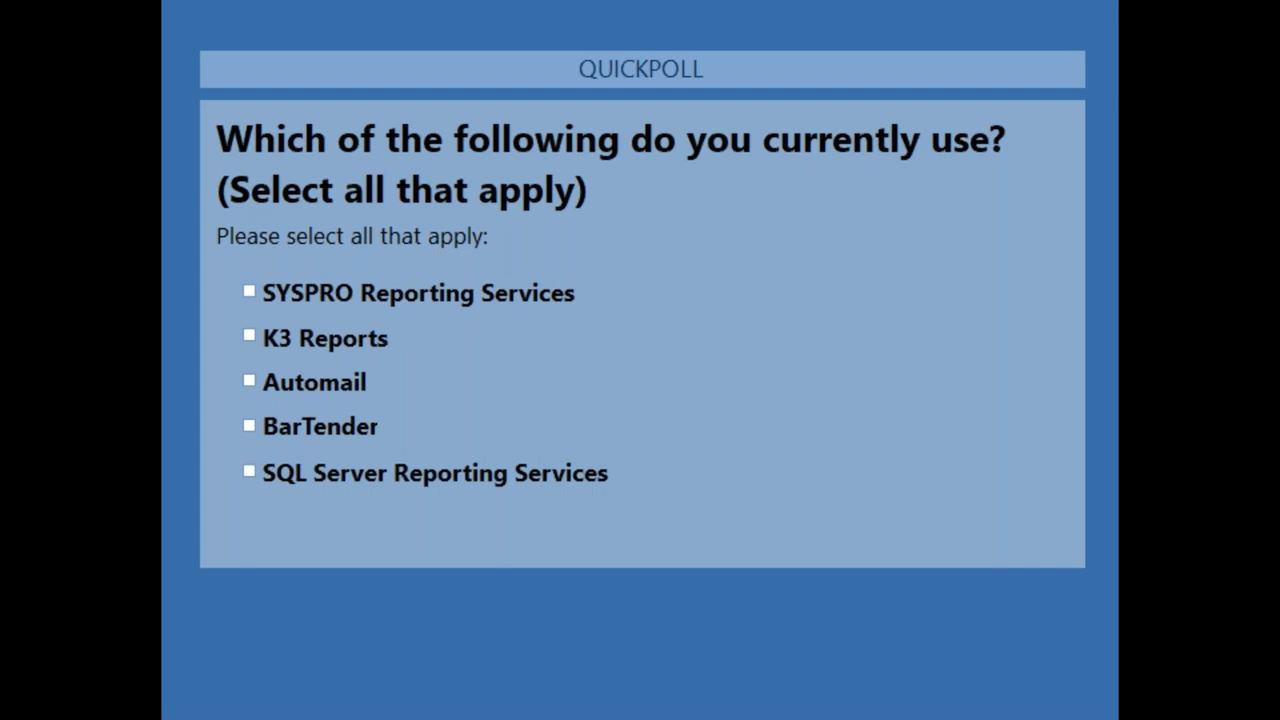 QUICKPOLL
Which of the following do you currently use?
(Select all that apply)
Please select all that apply:
SYSPRO Reporting Services
K3 Reports
Automail
BarTender
SQL Server Reporting Services